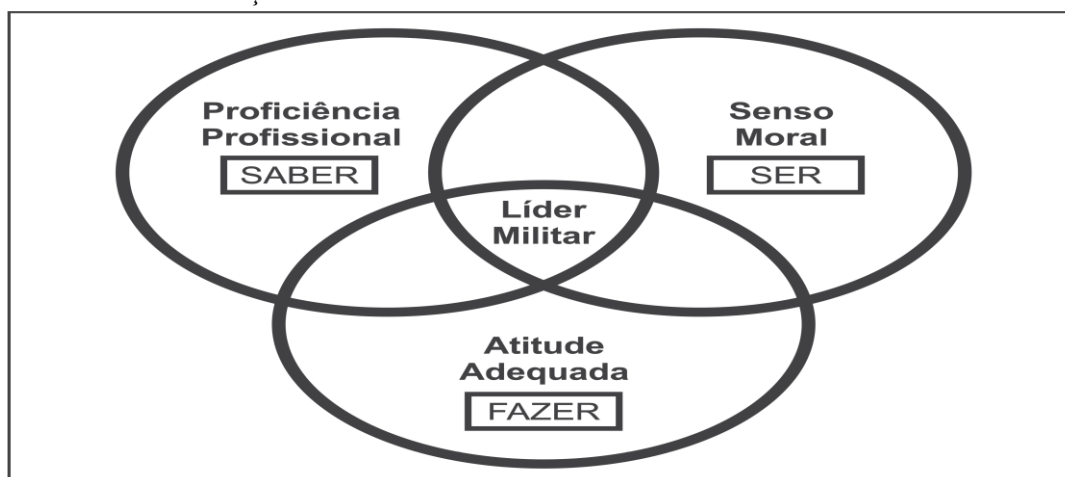 Proficiência
Profissional
SABER
Senso
Moral
SER
Líder
Militar
Atitude
Adequada
FAZER